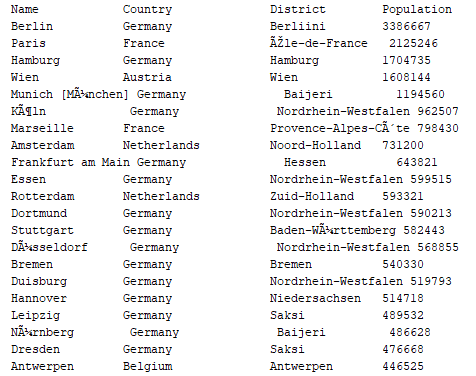 Name Country District Population
Berlin Germany Berliini 3386667
Paris France ÃŽle-de-France 2125246
Hamburg Germany Hamburg 1704735
Wien Austria Wien 1608144
Munich [MÃ¼nchen] Germany Baijeri 1194560
KÃ¶ln Germany Nordrhein-Westfalen 962507
Marseille France Provence-Alpes-CÃ´te 798430
Amsterdam Netherlands Noord-Holland 731200
Frankfurt am Main Germany Hessen 643821
Essen Germany Nordrhein-Westfalen 599515
Rotterdam Netherlands Zuid-Holland 593321
Dortmund Germany Nordrhein-Westfalen 590213
Stuttgart Germany Baden-WÃ¼rttemberg 582443
DÃ¼sseldorf Germany Nordrhein-Westfalen 568855
Bremen Germany Bremen 540330
Duisburg Germany Nordrhein-Westfalen 519793
Hannover Germany Niedersachsen 514718
Leipzig Germany Saksi 489532
NÃ¼rnberg Germany Baijeri 486628
Dresden Germany Saksi 476668
Antwerpen Belgium Antwerpen 446525